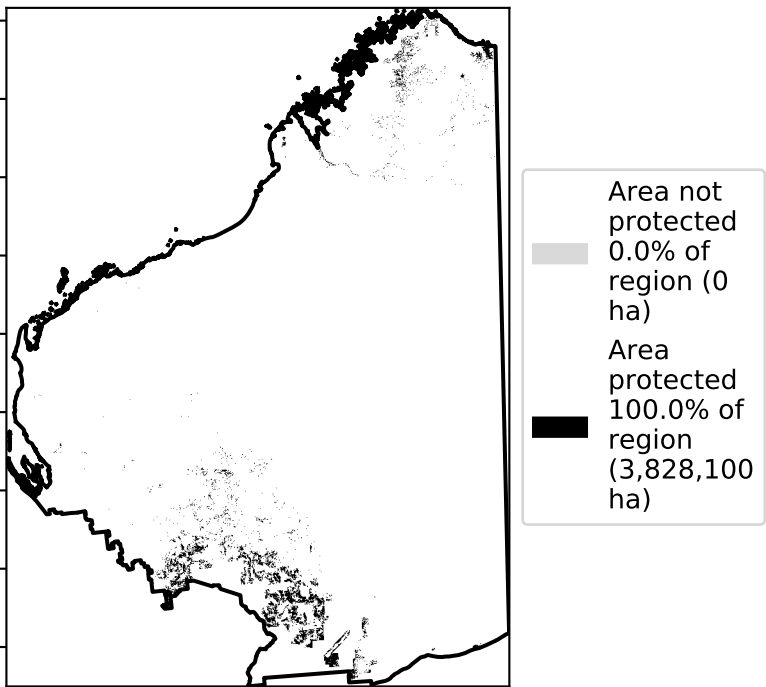 Area not
protected
0.0% of
region (0
ha)
Area
protected
100.0% of
region
(3,828,100
ha)